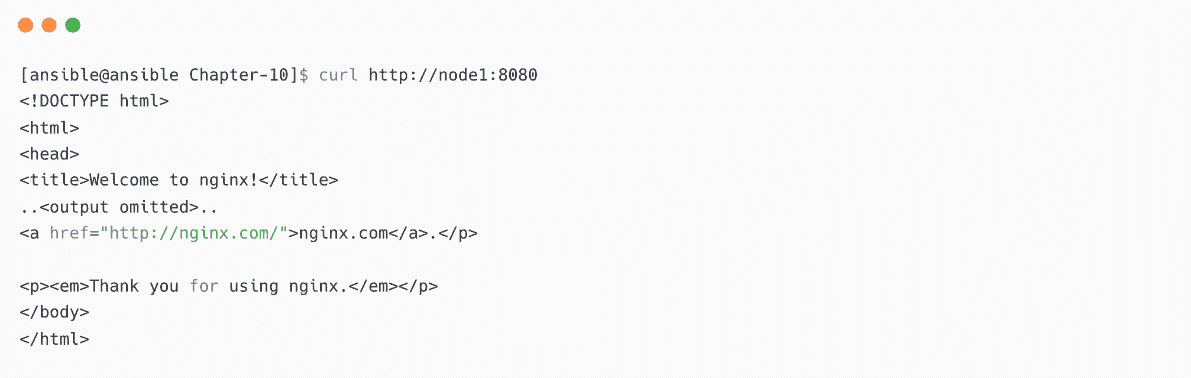 [ansible@ansible Chapter-10]$ curl http://node1:8080
<!DOCTYPE html>
<html>
<head>
<title>Welcome to nginx!</title>
..<output omitted>..
<a href="http://nginx.com/">nginx.com</a>.</p>
<p><em>Thank you for using nginx.</em></p>
</body>
</html>